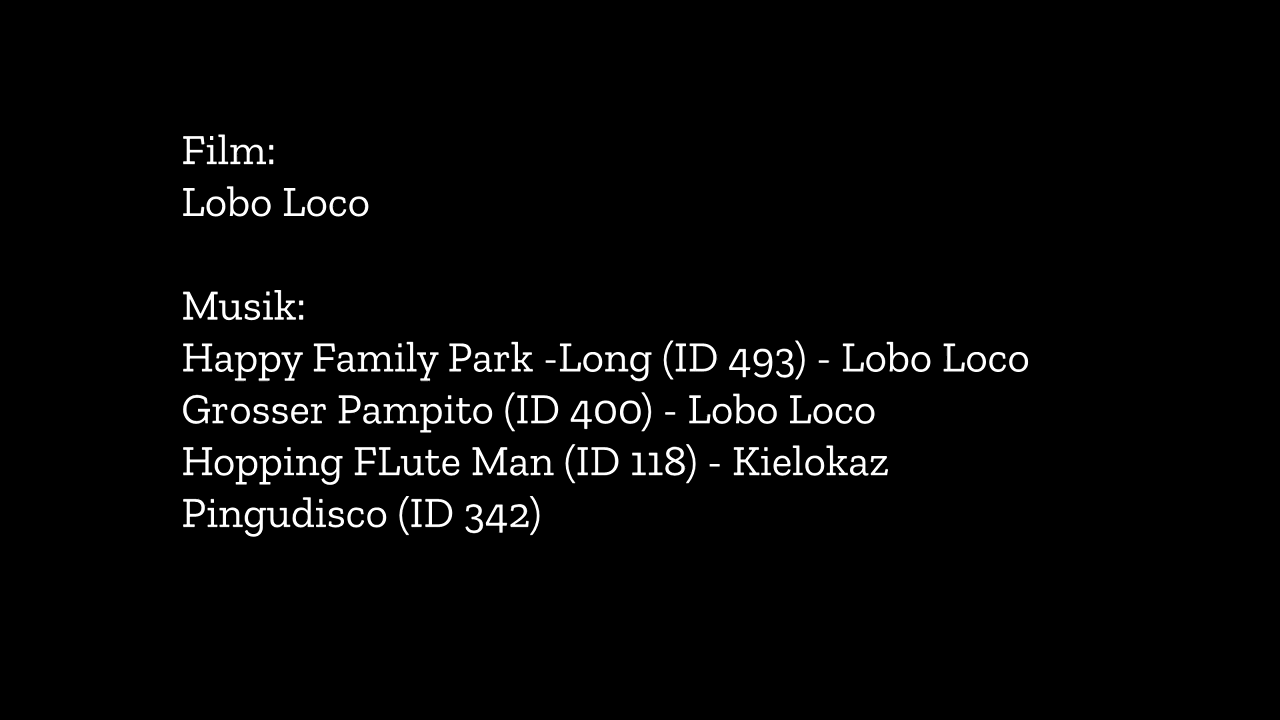 Film:
Lobo Loco
Musik:
Happy Family Park -Long (ID 493) - Lobo Loco
Grosser Pampito (ID 400) - Lobo Loco
Hopping FLute Man (ID 118) - Kielokaz
Pingudisco (ID 342)